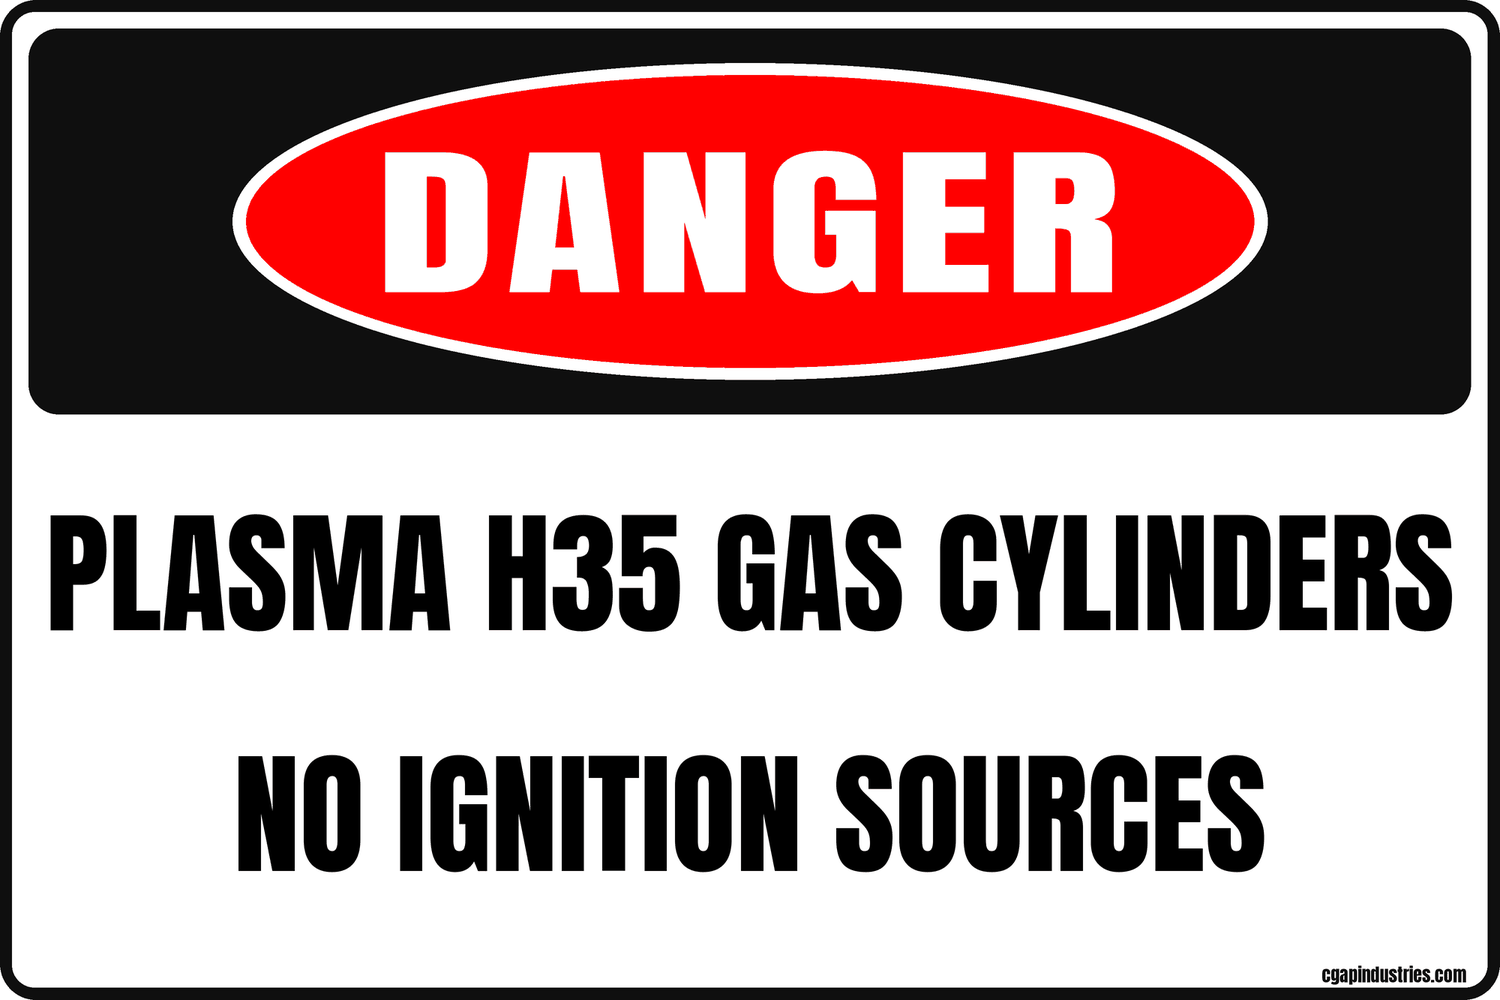 DANGER
PLASMA H35 GAS CYLINDERS
NO IGNITION SOURCES
cgapindustries.com